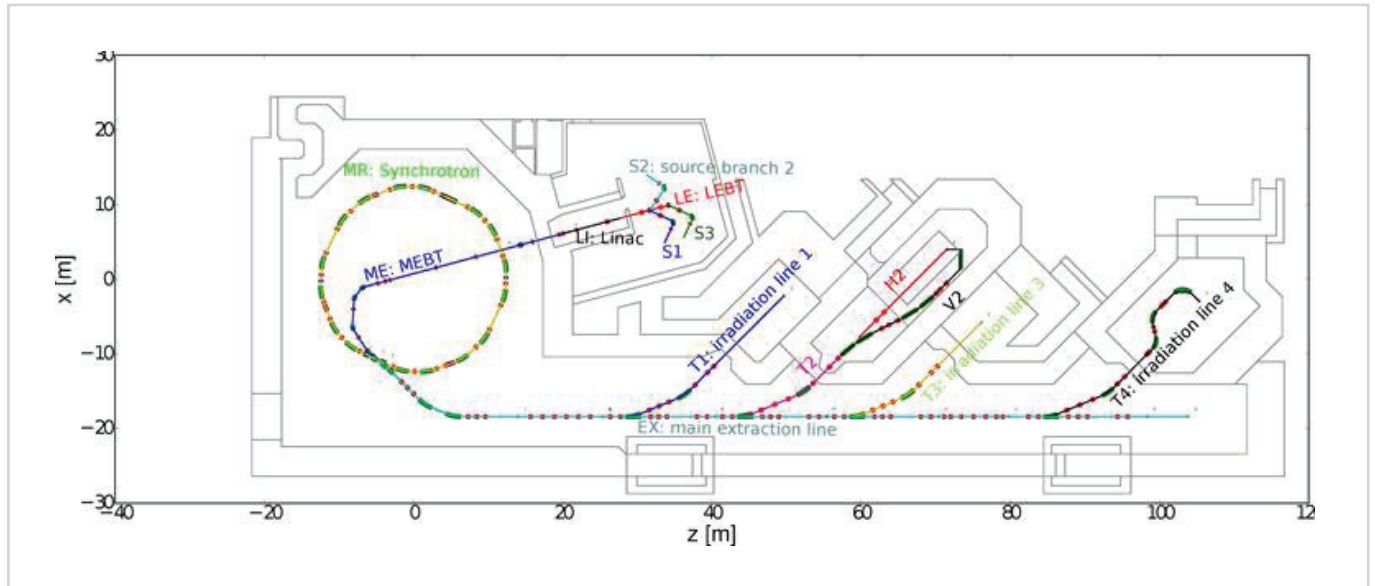 30
20
10
0
−10
−20
−30
x [m]
−40
−20
0
20
40
60
80
100
12
z [m]
MR: Synchrotron
S2: source branch 2
LE: LEBT
LI: Linac
S1
S3
ME: MEBT
T1: irradiation line 1
H2
V2
T2
T3: irradiation line 3
T4: irradiation line 4
EX: main extraction line